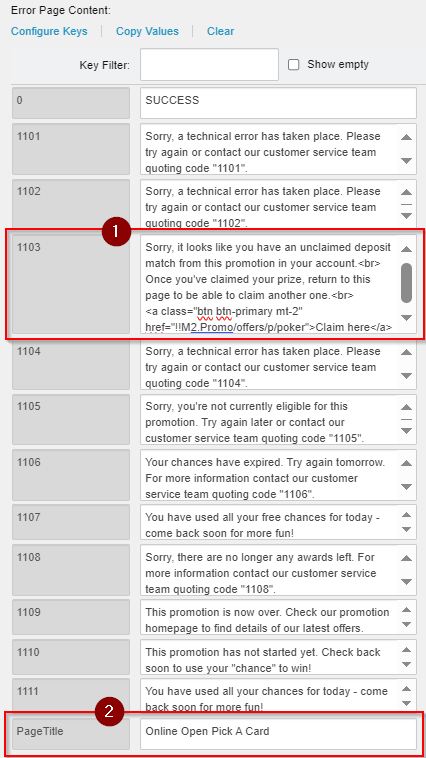 Error Page Content:
Configure Keys | Copy Values | Clear
Key Filter: Show empty
0 SUCCESS
1101 Sorry, a technical error has taken place. Please
try again or contact our customer service team
quoting code "1101".
1102 Sorry, a technical error has taken place. Please
try again or contact our customer service team
quoting code "1102".
1
1103 Sorry, it looks like you have an unclaimed deposit
match from this promotion in your account.<br>
Once you've claimed your prize, return to this
page to be able to claim another one.<br>
<a class="btn btn-primary mt-2"
href="!!M2.Promo/offers/p/poker">Claim here</a>
1104 Sorry, a technical error has taken place. Please
try again or contact our customer service team
quoting code "1104".
1105 Sorry, you're not currently eligible for this
promotion. Try again later or contact our
customer service team quoting code "1105".
1106 Your chances have expired. Try again tomorrow.
For more information contact our customer
service team quoting code "1106".
1107 You have used all your free chances for today -
come back soon for more fun!
1108 Sorry, there are no longer any awards left. For
more information contact our customer service
team quoting code "1108".
1109 This promotion is now over. Check our promotion
homepage to find details of our latest offers.
1110 This promotion has not started yet. Check back
soon to use your "chance" to win!
1111 You have used all your chances for today - come
back soon for more fun!
2
PageTitle Online Open Pick A Card